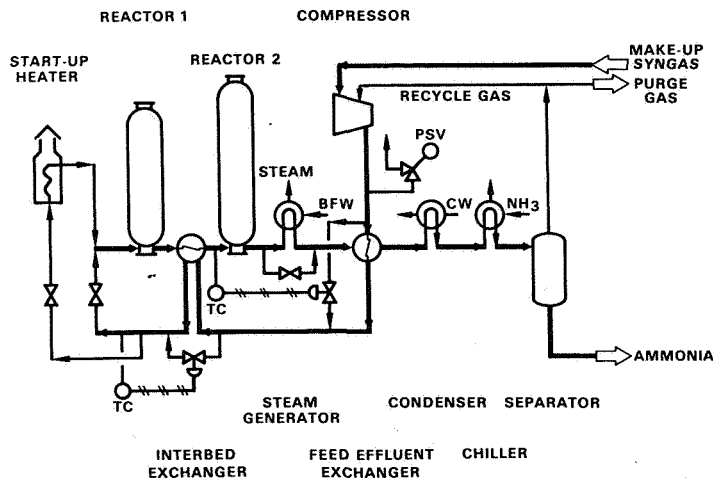 REACTOR 1
COMPRESSOR
START-UP
HEATER
REACTOR 2
MAKE-UP
SYNGAS
RECYCLE GAS
PURGE
GAS
PSV
STEAM
BFW
CW
NH3
TC
TC
AMMONIA
STEAM
GENERATOR
CONDENSER
SEPARATOR
INTERBED
EXCHANGER
FEED EFFLUENT
EXCHANGER
CHILLER